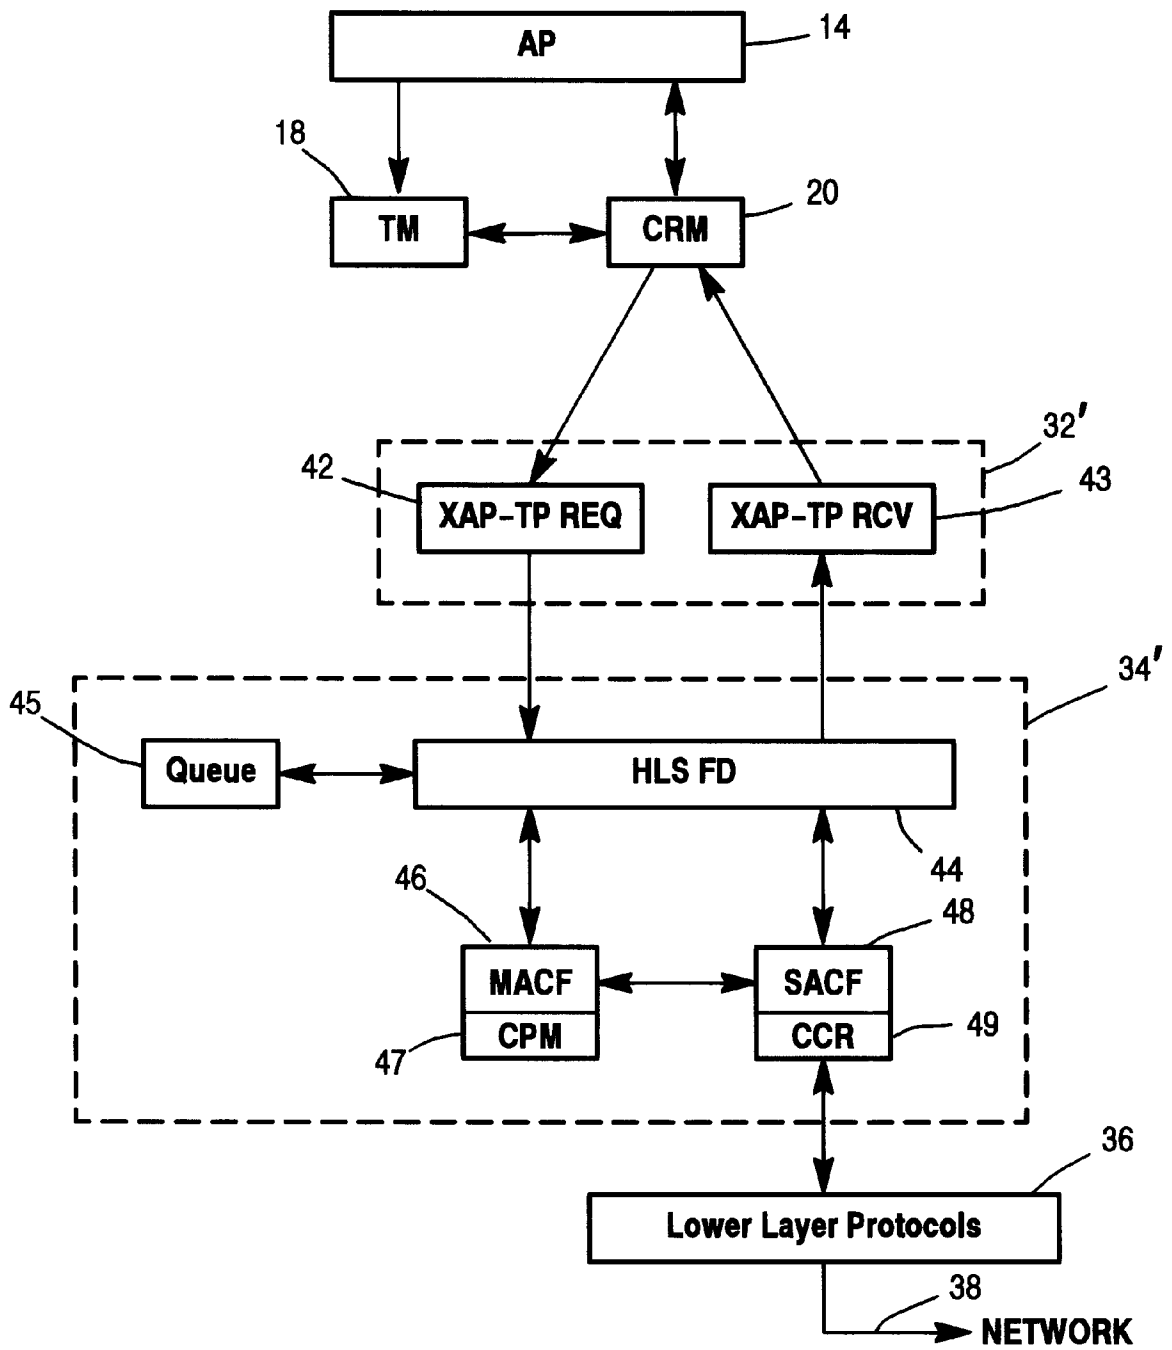 AP
14
18
TM
CRM
20
32'
42
XAP-TP REQ
XAP-TP RCV
43
34'
45
Queue
HLS FD
44
46
48
MACF
SACF
CPM
CCR
47
49
36
Lower Layer Protocols
38
NETWORK